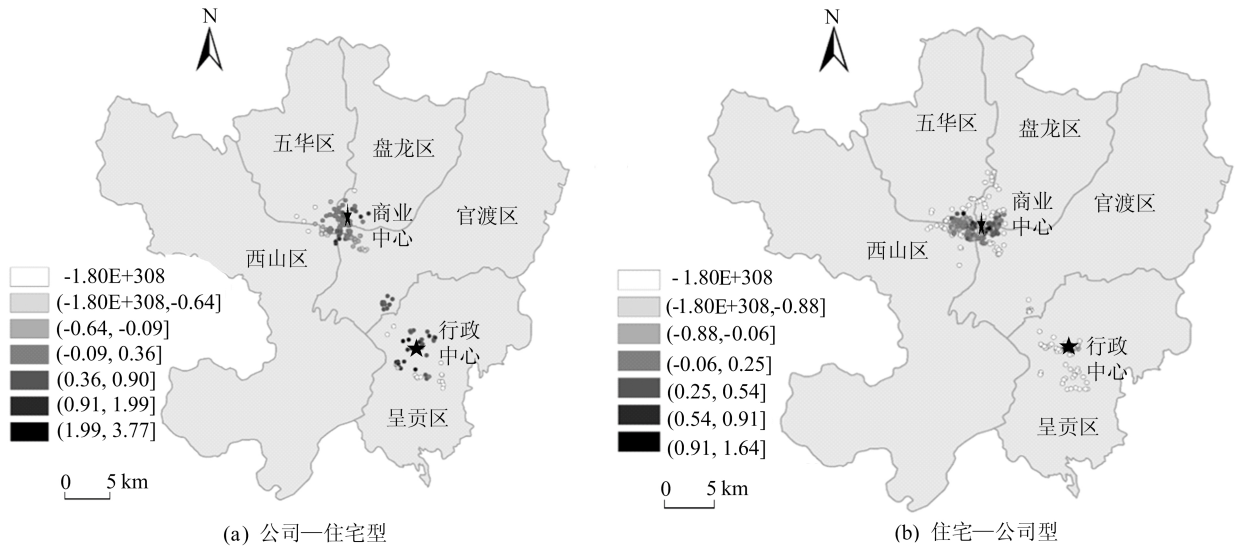 N
五华区
盘龙区
商业
中心
官渡区
西山区
行政
中心
呈贡区
-1.80E+308
(-1.80E+308,-0.64]
(-0.64, -0.09]
(-0.09, 0.36]
(0.36, 0.90]
(0.91, 1.99]
(1.99, 3.77]
0 5 km
(a) 公司—住宅型
N
五华区
盘龙区
商业
中心
官渡区
西山区
行政
中心
呈贡区
-1.80E+308
(-1.80E+308,-0.88]
(-0.88,-0.06]
(-0.06, 0.25]
(0.25, 0.54]
(0.54, 0.91]
(0.91, 1.64]
0 5 km
(b) 住宅—公司型